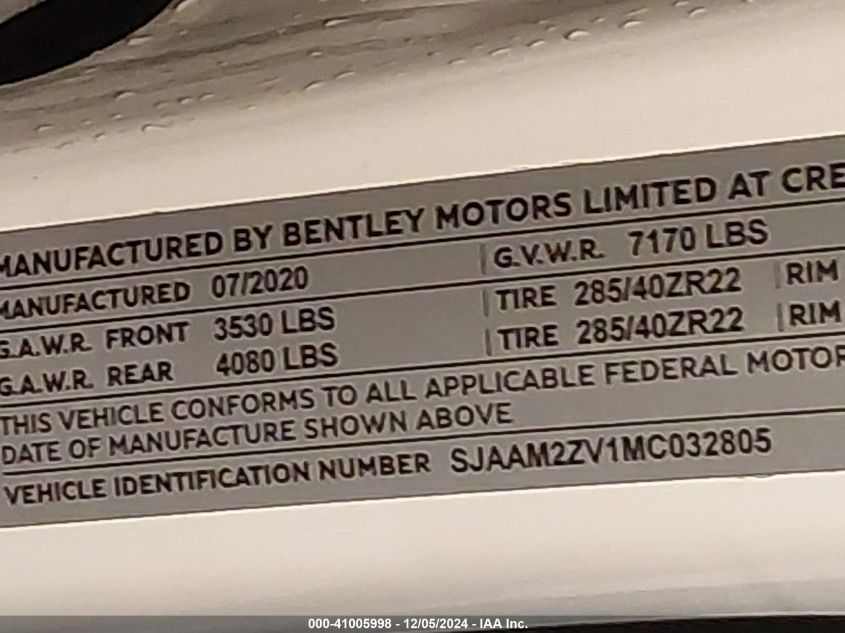 MANUFACTURED BY BENTLEY MOTORS LIMITED AT CRE
MANUFACTURED 07/2020 | G.V.W.R. 7170 LBS
G.A.W.R. FRONT 3530 LBS | TIRE 285/40ZR22 | RIM
G.A.W.R. REAR 4080 LBS | TIRE 285/40ZR22 | RIM
THIS VEHICLE CONFORMS TO ALL APPLICABLE FEDERAL MOTOR
DATE OF MANUFACTURE SHOWN ABOVE
VEHICLE IDENTIFICATION NUMBER SJAAM2ZV1MC032805
000-41005998 - 12/05/2024 - IAA Inc.